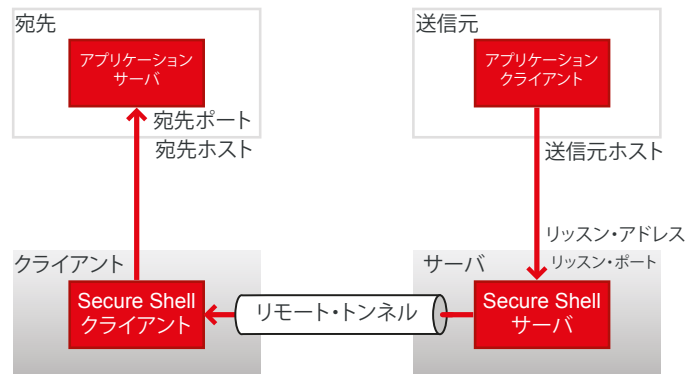 宛先
アプリケーション
サーバ
宛先ポート
宛先ホスト
送信元
アプリケーション
クライアント
送信元ホスト
リッスン・アドレス
リッスン・ポート
クライアント
Secure Shell
クライアント
リモート・トンネル
サーバ
Secure Shell
サーバ